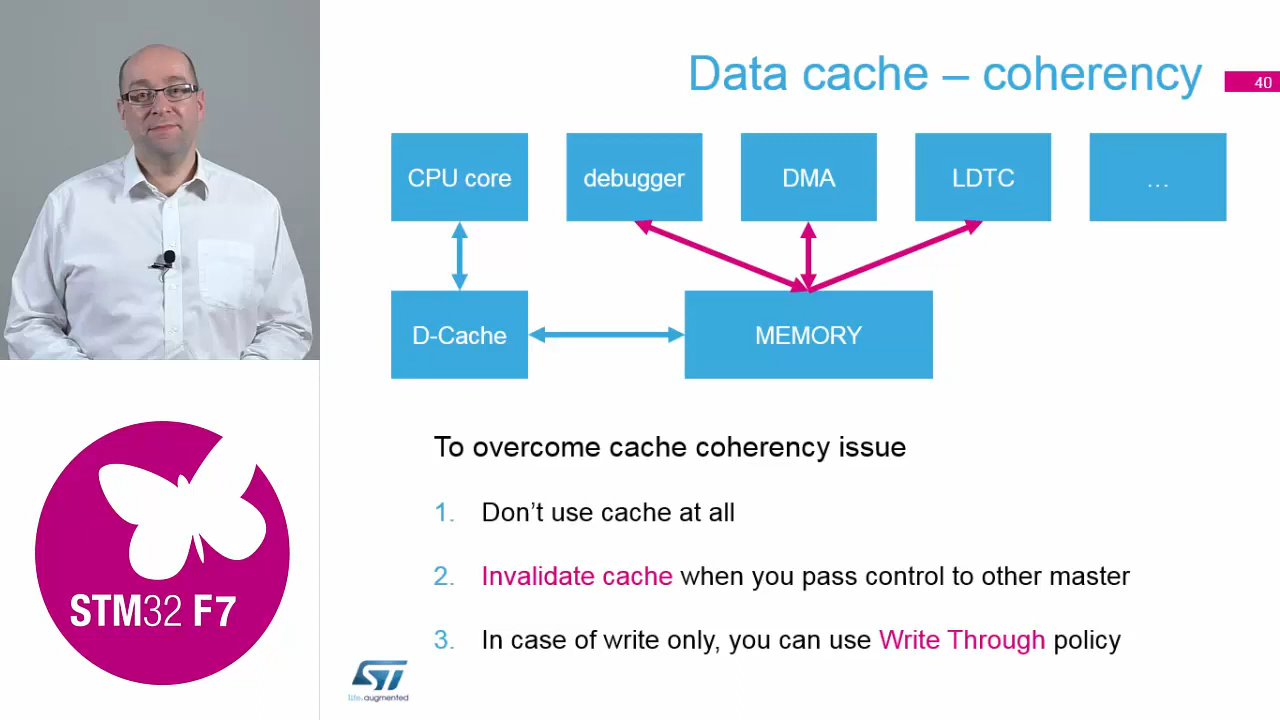 Data cache – coherency
40
CPU core
debugger
DMA
LDTC
...
D-Cache
MEMORY
To overcome cache coherency issue
1. Don't use cache at all
2. Invalidate cache when you pass control to other master
3. In case of write only, you can use Write Through policy
STM32 F7
ST
life.augmented